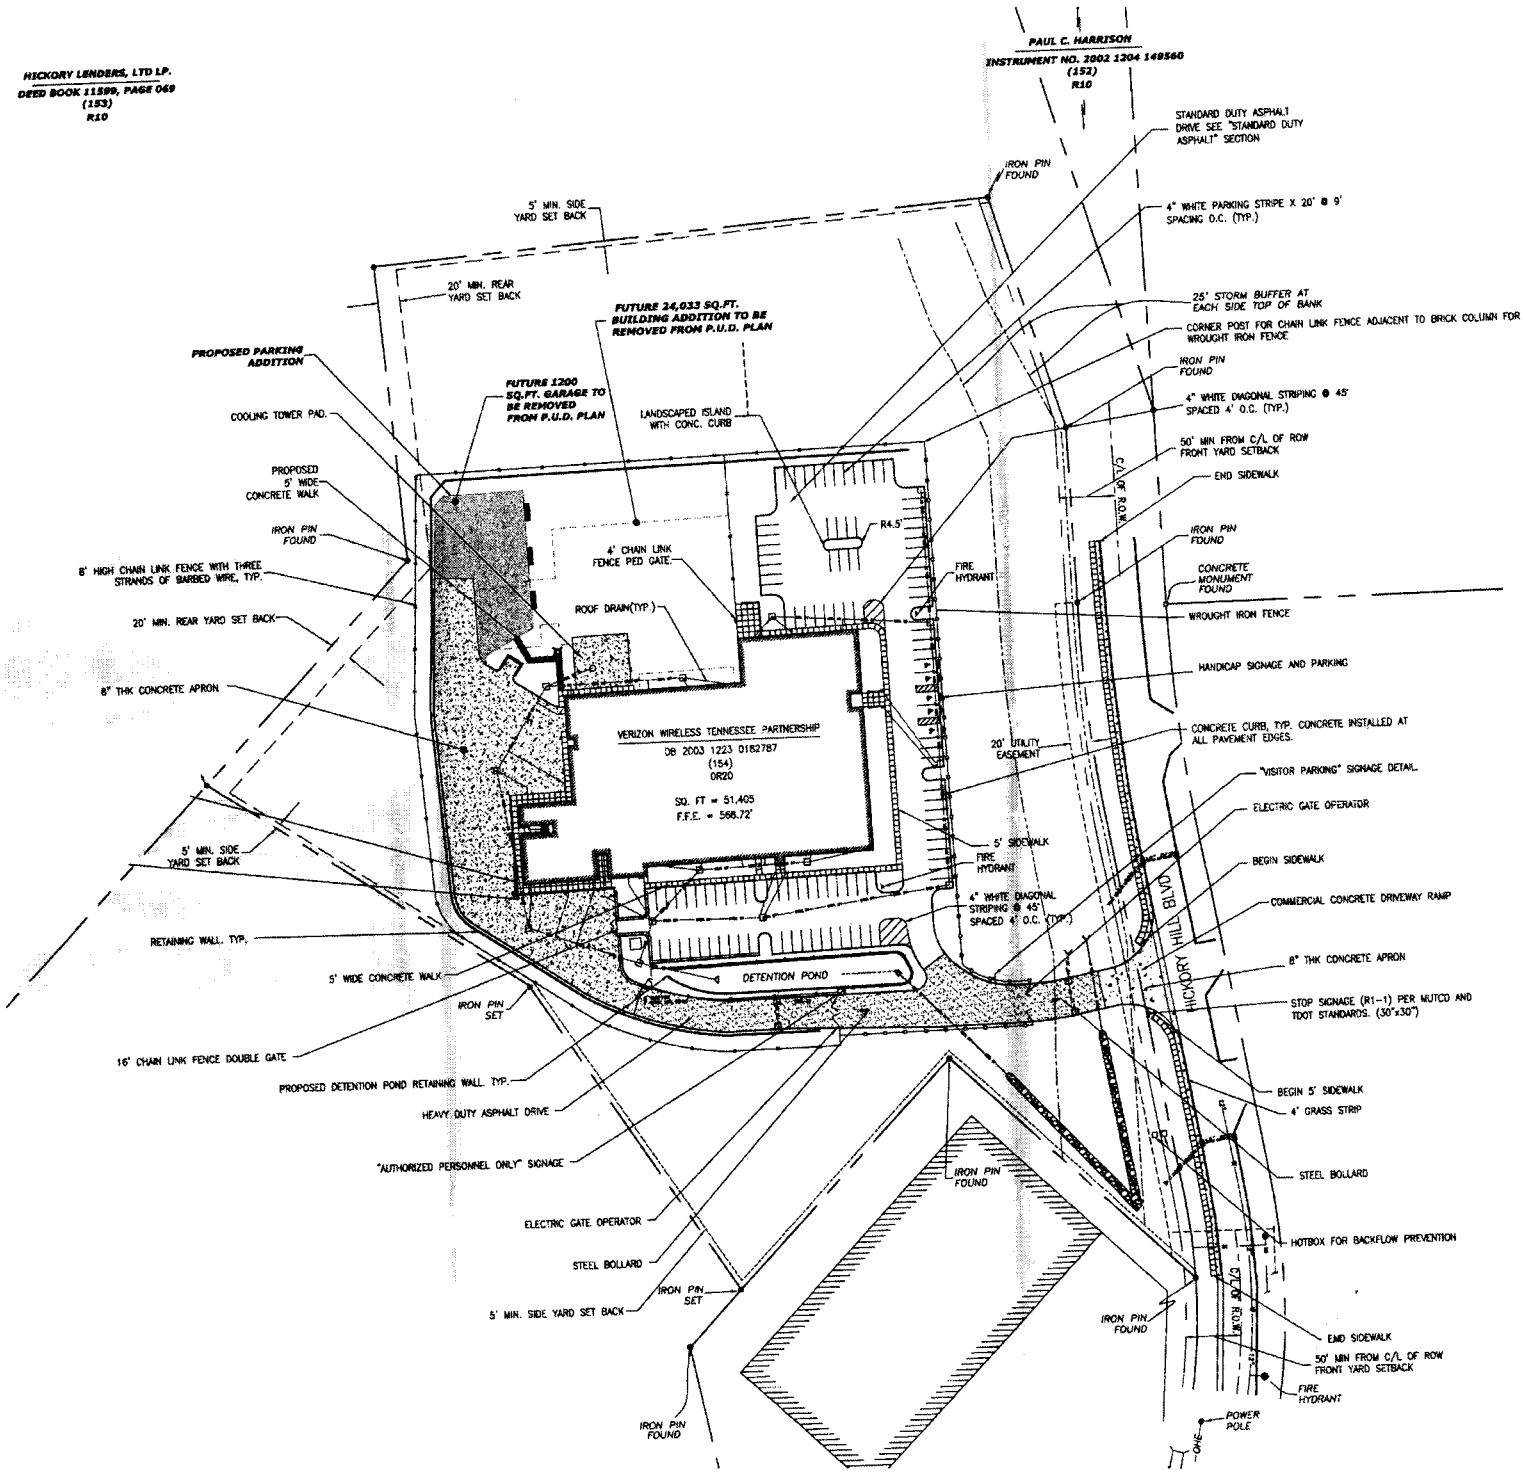 HICKORY LENDERS, LTD LP.
DEED BOOK 11599, PAGE 069
(153)
R10
PAUL C. HARRISON
INSTRUMENT NO. 2002 1204 149560
(152)
R10
STANDARD DUTY ASPHALT
DRIVE SEE "STANDARD DUTY
ASPHALT" SECTION
IRON PIN
FOUND
5' MIN. SIDE
YARD SET BACK
4" WHITE PARKING STRIPE X 20' @ 9'
SPACING O.C. (TYP.)
20' MIN. REAR
YARD SET BACK
FUTURE 24,033 SQ.FT.
BUILDING ADDITION TO BE
REMOVED FROM P.U.D. PLAN
25' STORM BUFFER AT
EACH SIDE TOP OF BANK
CORNER POST FOR CHAIN LINK FENCE ADJACENT TO BRICK COLUMN FOR
WROUGHT IRON FENCE
PROPOSED PARKING
ADDITION
IRON PIN
FOUND
FUTURE 1200
SQ.FT. GARAGE TO
BE REMOVED
FROM P.U.D. PLAN
4" WHITE DIAGONAL STRIPING @ 45°
SPACED 4' O.C. (TYP.)
COOLING TOWER PAD.
LANDSCAPED ISLAND
WITH CONC. CURB
50' MIN FROM C/L OF ROW
FRONT YARD SETBACK
C/L OF R.O.W.
END SIDEWALK
PROPOSED
5' WIDE
CONCRETE WALK
R4.5'
IRON PIN
FOUND
IRON PIN
FOUND
4' CHAIN LINK
FENCE PED GATE.
8' HIGH CHAIN LINK FENCE WITH THREE
STRANDS OF BARBED WIRE, TYP.
FIRE
HYDRANT
CONCRETE
MONUMENT
FOUND
ROOF DRAIN(TYP.)
20' MIN. REAR YARD SET BACK
WROUGHT IRON FENCE
HANDICAP SIGNAGE AND PARKING
8" THK CONCRETE APRON
VERIZON WIRELESS TENNESSEE PARTNERSHIP
DB 2003 1223 0182787
(154)
OR20
SQ. FT = 51,405
F.F.E. = 566.72'
20' UTILITY
EASEMENT
CONCRETE CURB, TYP. CONCRETE INSTALLED AT
ALL PAVEMENT EDGES.
"VISITOR PARKING" SIGNAGE DETAIL
ELECTRIC GATE OPERATOR
5' MIN. SIDE
YARD SET BACK
5' SIDEWALK
FIRE
HYDRANT
BEGIN SIDEWALK
4" WHITE DIAGONAL
STRIPING @ 45°
SPACED 4' O.C. (TYP.)
COMMERCIAL CONCRETE DRIVEWAY RAMP
HICKORY HILL BLVD
RETAINING WALL. TYP.
8" THK CONCRETE APRON
5' WIDE CONCRETE WALK
DETENTION POND
IRON PIN
SET
STOP SIGNAGE (R1-1) PER MUTCD AND
TDOT STANDARDS. (30"x30")
16' CHAIN LINK FENCE DOUBLE GATE
PROPOSED DETENTION POND RETAINING WALL. TYP.
BEGIN 5' SIDEWALK
HEAVY DUTY ASPHALT DRIVE
4' GRASS STRIP
"AUTHORIZED PERSONNEL ONLY" SIGNAGE
IRON PIN
FOUND
STEEL BOLLARD
ELECTRIC GATE OPERATOR
HOTBOX FOR BACKFLOW PREVENTION
STEEL BOLLARD
IRON PIN
SET
5' MIN. SIDE YARD SET BACK
C/L OF R.O.W.
IRON PIN
FOUND
END SIDEWALK
50' MIN FROM C/L OF ROW
FRONT YARD SETBACK
FIRE
HYDRANT
IRON PIN
FOUND
POWER
POLE
OHE